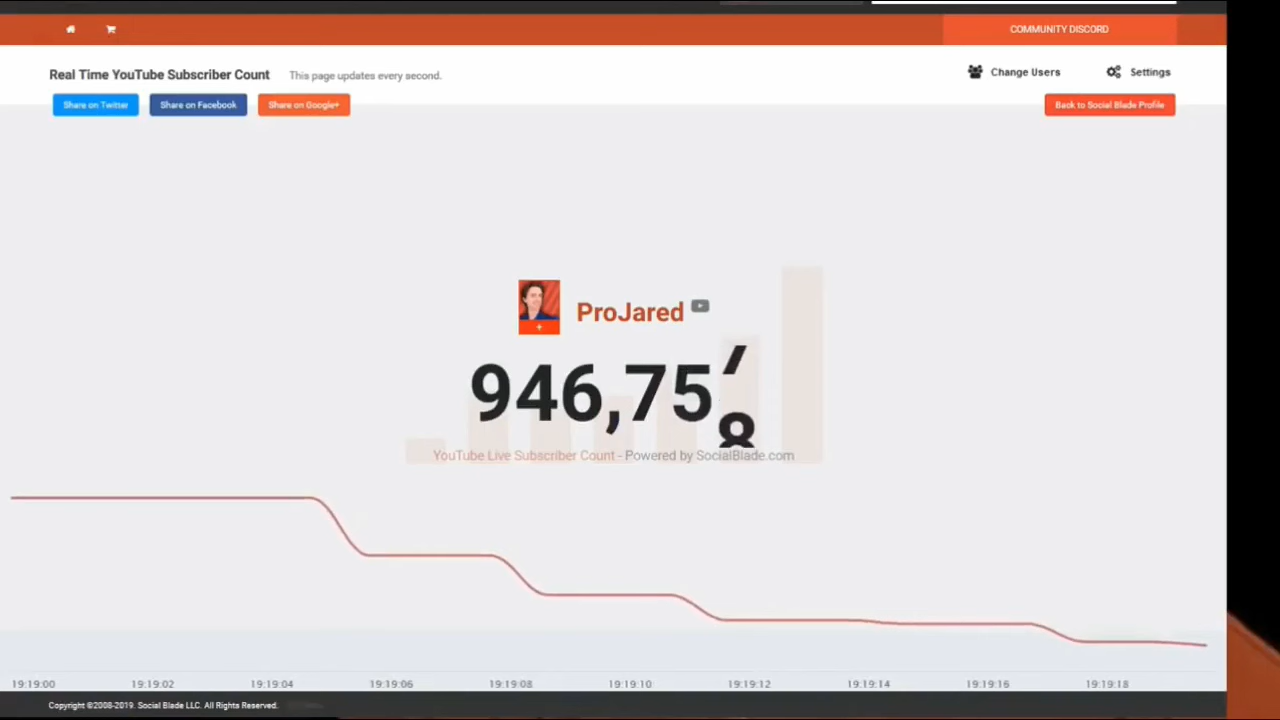 COMMUNITY DISCORD
Real Time YouTube Subscriber Count This page updates every second.
Change Users Settings
Share on Twitter Share on Facebook Share on Google+
Back to Social Blade Profile
ProJared
946,75
YouTube Live Subscriber Count - Powered by SocialBlade.com
19:19:00 19:19:02 19:19:04 19:19:06 19:19:08 19:19:10 19:19:12 19:19:14 19:19:16 19:19:18
Copyright ©2008-2019. Social Blade LLC. All Rights Reserved.